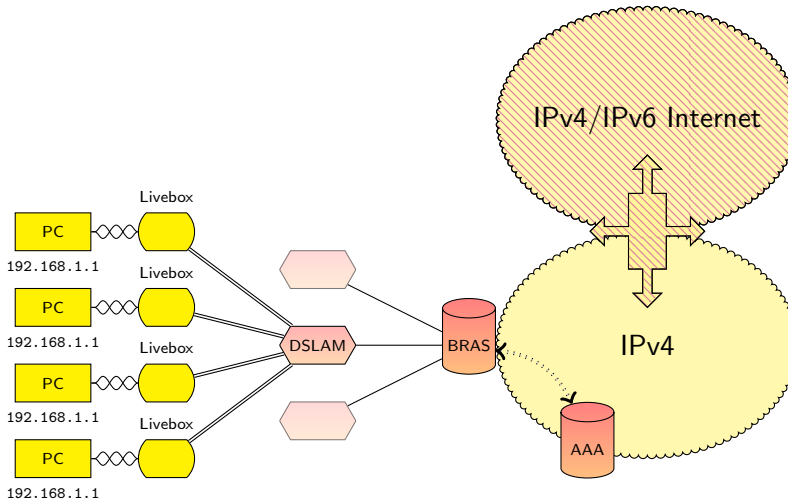 IPv4/IPv6 Internet
Livebox
PC
192.168.1.1
Livebox
PC
192.168.1.1
DSLAM
BRAS
IPv4
Livebox
PC
192.168.1.1
Livebox
PC
192.168.1.1
AAA